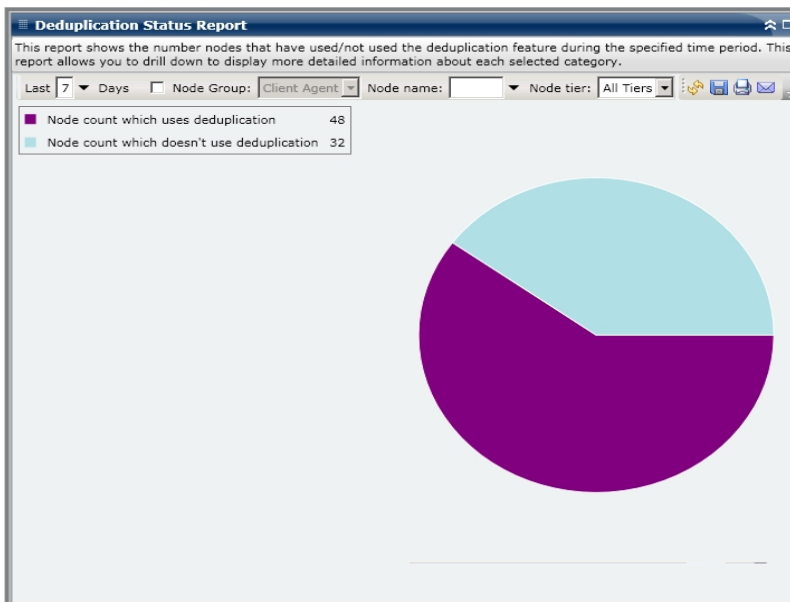 Deduplication Status Report
This report shows the number nodes that have used/not used the deduplication feature during the specified time period. This
report allows you to drill down to display more detailed information about each selected category.
Last 7 Days Node Group: Client Agent Node name: Node tier: All Tiers
Node count which uses deduplication 48
Node count which doesn't use deduplication 32